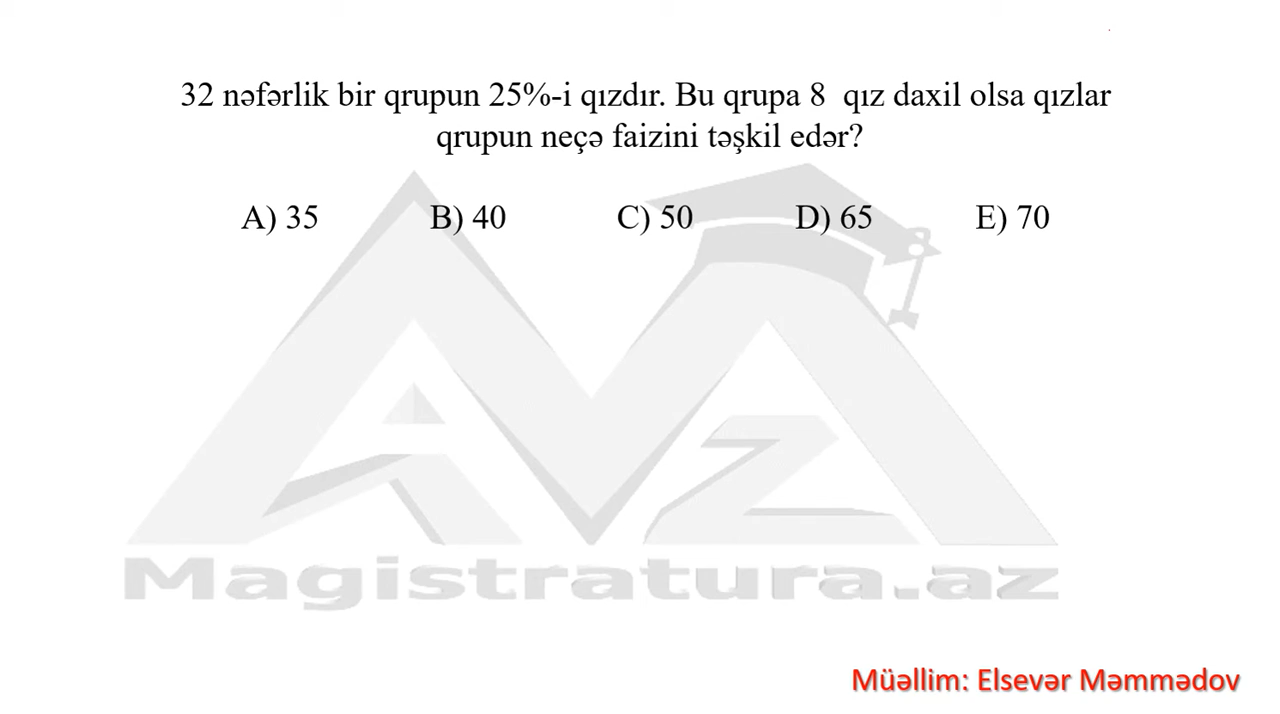 32 nəfərlik bir qrupun 25%-i qızdır. Bu qrupa 8 qız daxil olsa qızlar
qrupun neçə faizini təşkil edər?
A) 35 B) 40 C) 50 D) 65 E) 70
Magistratura.az
Müəllim: Elsevər Məmmədov